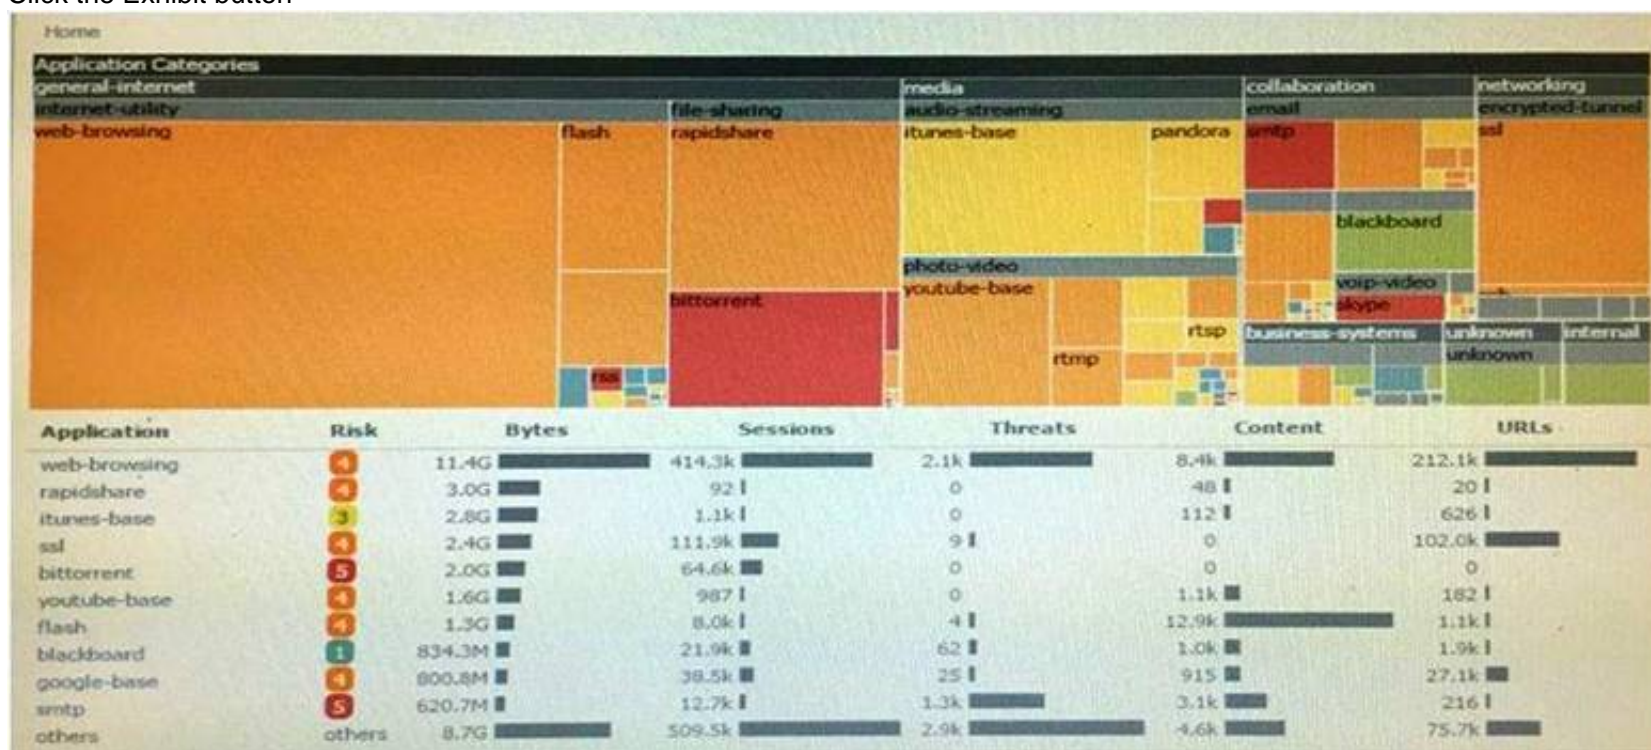 Click the Exhibit button
Home
Application Categories
general-internet media collaboration networking
internet-utility file-sharing audio-streaming email encrypted-tunnel
web-browsing flash rapidshare itunes-base pandora smtp ssl
blackboard
photo-video
voip-video
youtube-base
bittorrent skype
rtsp business-systems unknown internal
rtmp unknown
rss
Application Risk Bytes Sessions Threats Content URLs
web-browsing 4 11.4G 414.3k 2.1k 8.4k 212.1k
rapidshare 4 3.0G 92 0 48 20
itunes-base 3 2.8G 1.1k 0 112 626
ssl 4 2.4G 111.9k 9 0 102.0k
bittorrent 5 2.0G 64.6k 0 0 0
youtube-base 4 1.6G 987 0 1.1k 182
flash 4 1.3G 8.0k 4 12.9k 1.1k
blackboard 1 834.3M 21.9k 62 1.0k 1.9k
google-base 4 800.8M 38.5k 25 915 27.1k
smtp 5 620.7M 12.7k 1.3k 3.1k 216
others others 8.7G 509.5k 2.9k 4.6k 75.7k